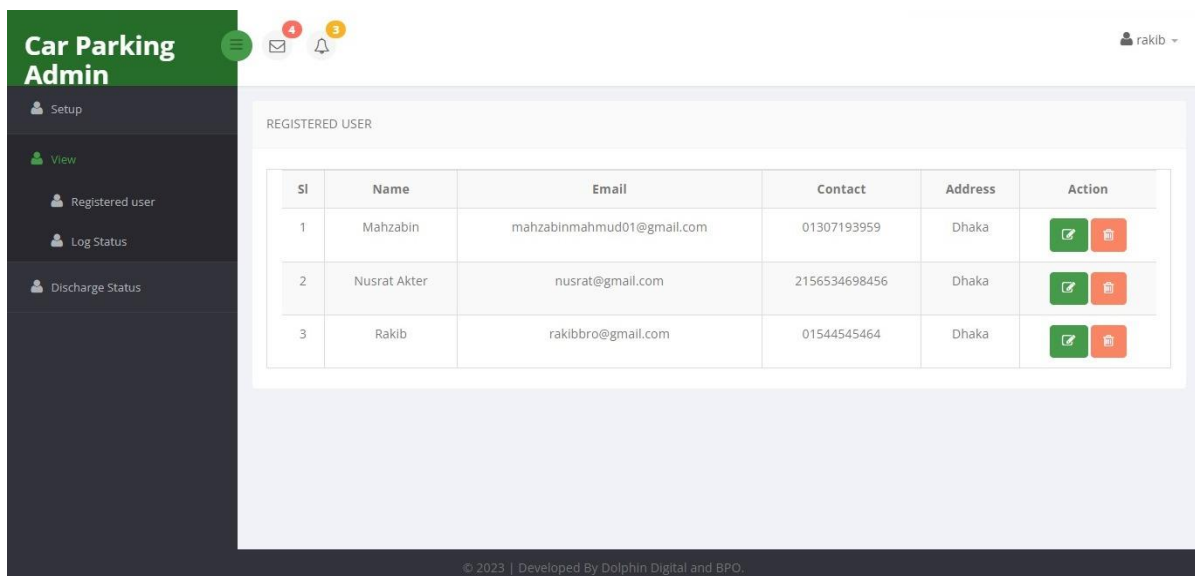 Car Parking
Admin
4
3
rakib
Setup
View
Registered user
Log Status
Discharge Status
REGISTERED USER
Sl Name Email Contact Address Action
1 Mahzabin mahzabinmahmud01@gmail.com 01307193959 Dhaka
2 Nusrat Akter nusrat@gmail.com 2156534698456 Dhaka
3 Rakib rakibbro@gmail.com 01544545464 Dhaka
© 2023 | Developed By Dolphin Digital and BPO.